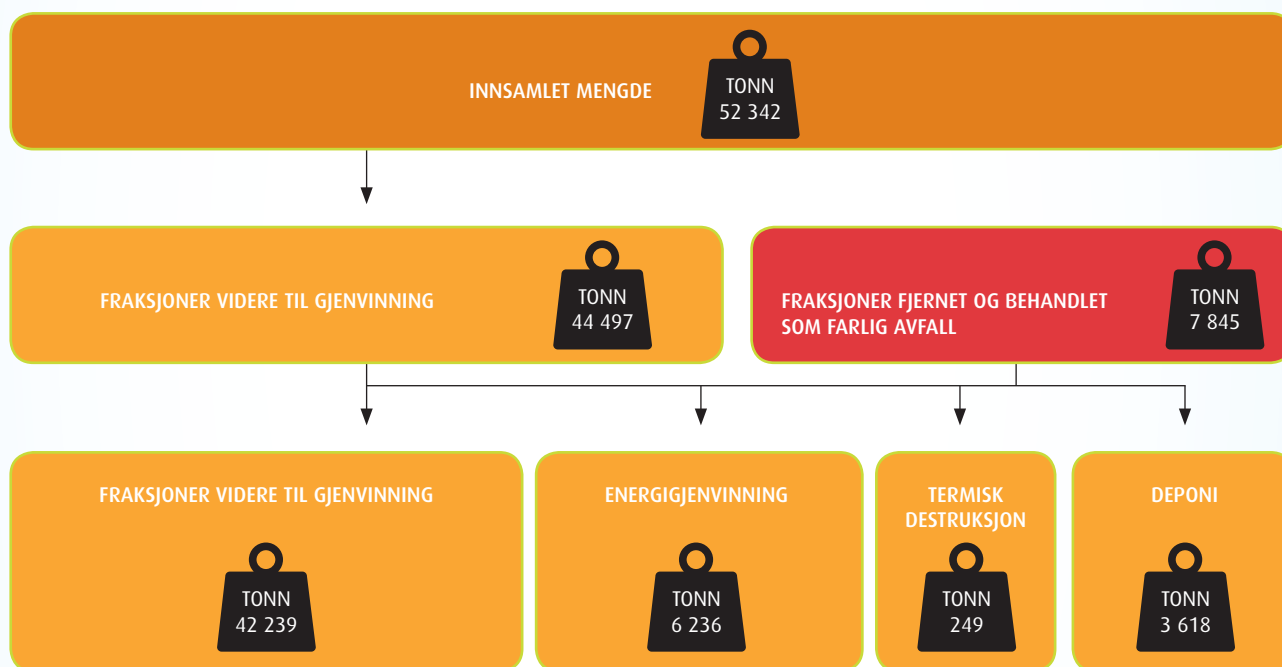 INNSAMLET MENGDE
TONN
52 342
FRAKSJONER VIDERE TIL GJENVINNING
TONN
44 497
FRAKSJONER FJERNET OG BEHANDLET
SOM FARLIG AVFALL
TONN
7 845
FRAKSJONER VIDERE TIL GJENVINNING
TONN
42 239
ENERGIGJENVINNING
TONN
6 236
TERMISK
DESTRUKSJON
TONN
249
DEPONI
TONN
3 618